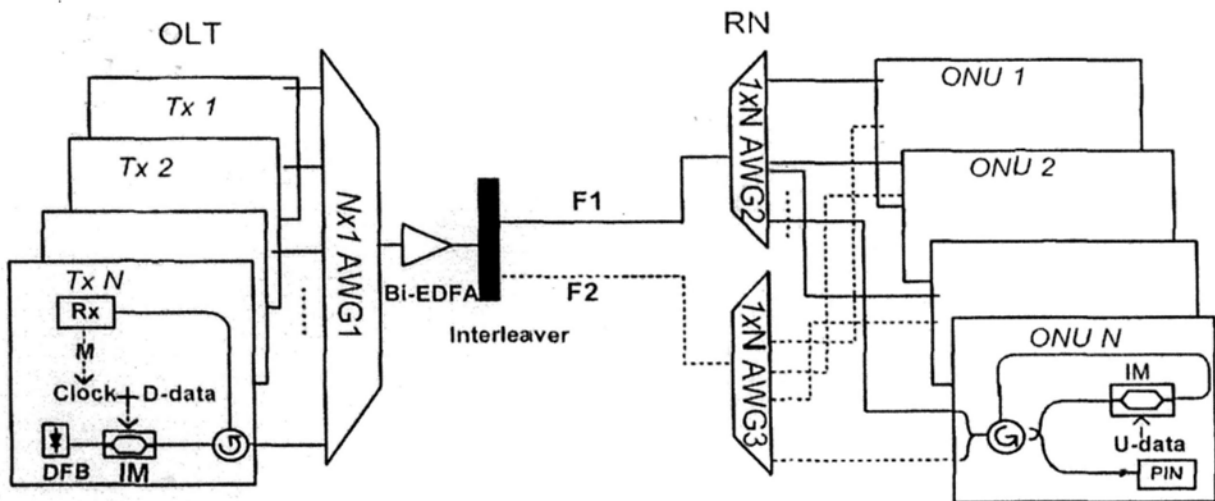 OLT
RN
Tx 1
Tx 2
Tx N
Rx
M
Clock
D-data
DFB
IM
Nx1 AWG1
Bi-EDFA
Interleaver
F1
F2
1xN AWG2
1xN AWG3
ONU 1
ONU 2
ONU N
IM
U-data
PIN